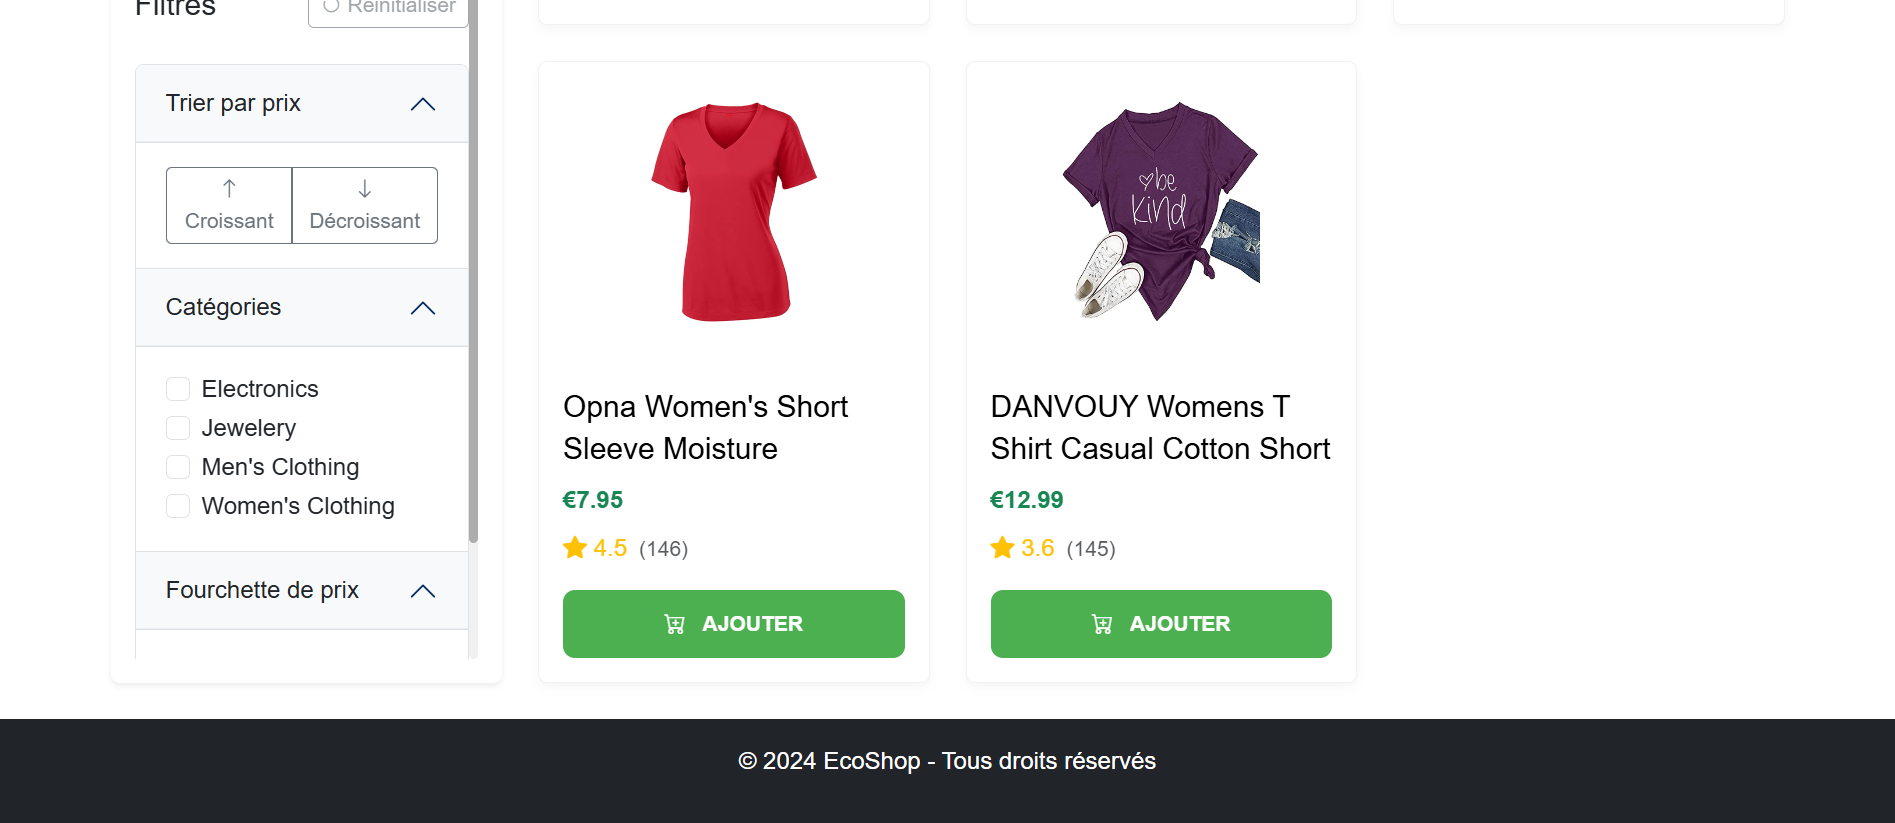 Filtres
Réinitialiser
Trier par prix
Croissant
Décroissant
Catégories
Electronics
Jewelery
Men's Clothing
Women's Clothing
Fourchette de prix
be
kind
Opna Women's Short
Sleeve Moisture
€7.95
4.5 (146)
AJOUTER
DANVOUY Womens T
Shirt Casual Cotton Short
€12.99
3.6 (145)
AJOUTER
© 2024 EcoShop - Tous droits réservés